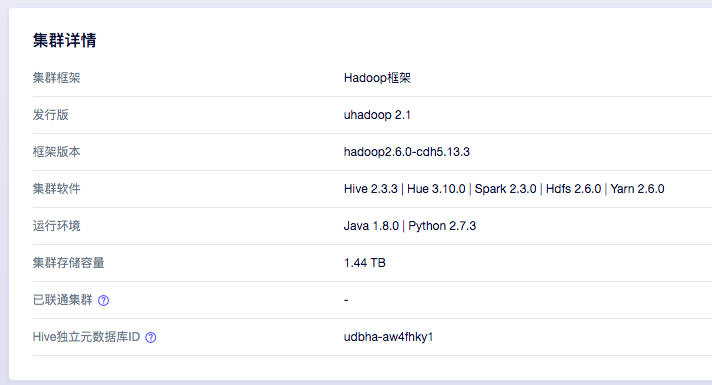 集群详情
集群框架 Hadoop框架
发行版 uhadoop 2.1
框架版本 hadoop2.6.0-cdh5.13.3
集群软件 Hive 2.3.3 | Hue 3.10.0 | Spark 2.3.0 | Hdfs 2.6.0 | Yarn 2.6.0
运行环境 Java 1.8.0 | Python 2.7.3
集群存储容量 1.44 TB
已联通集群 ? -
Hive独立元数据库ID ? udbha-aw4fhky1